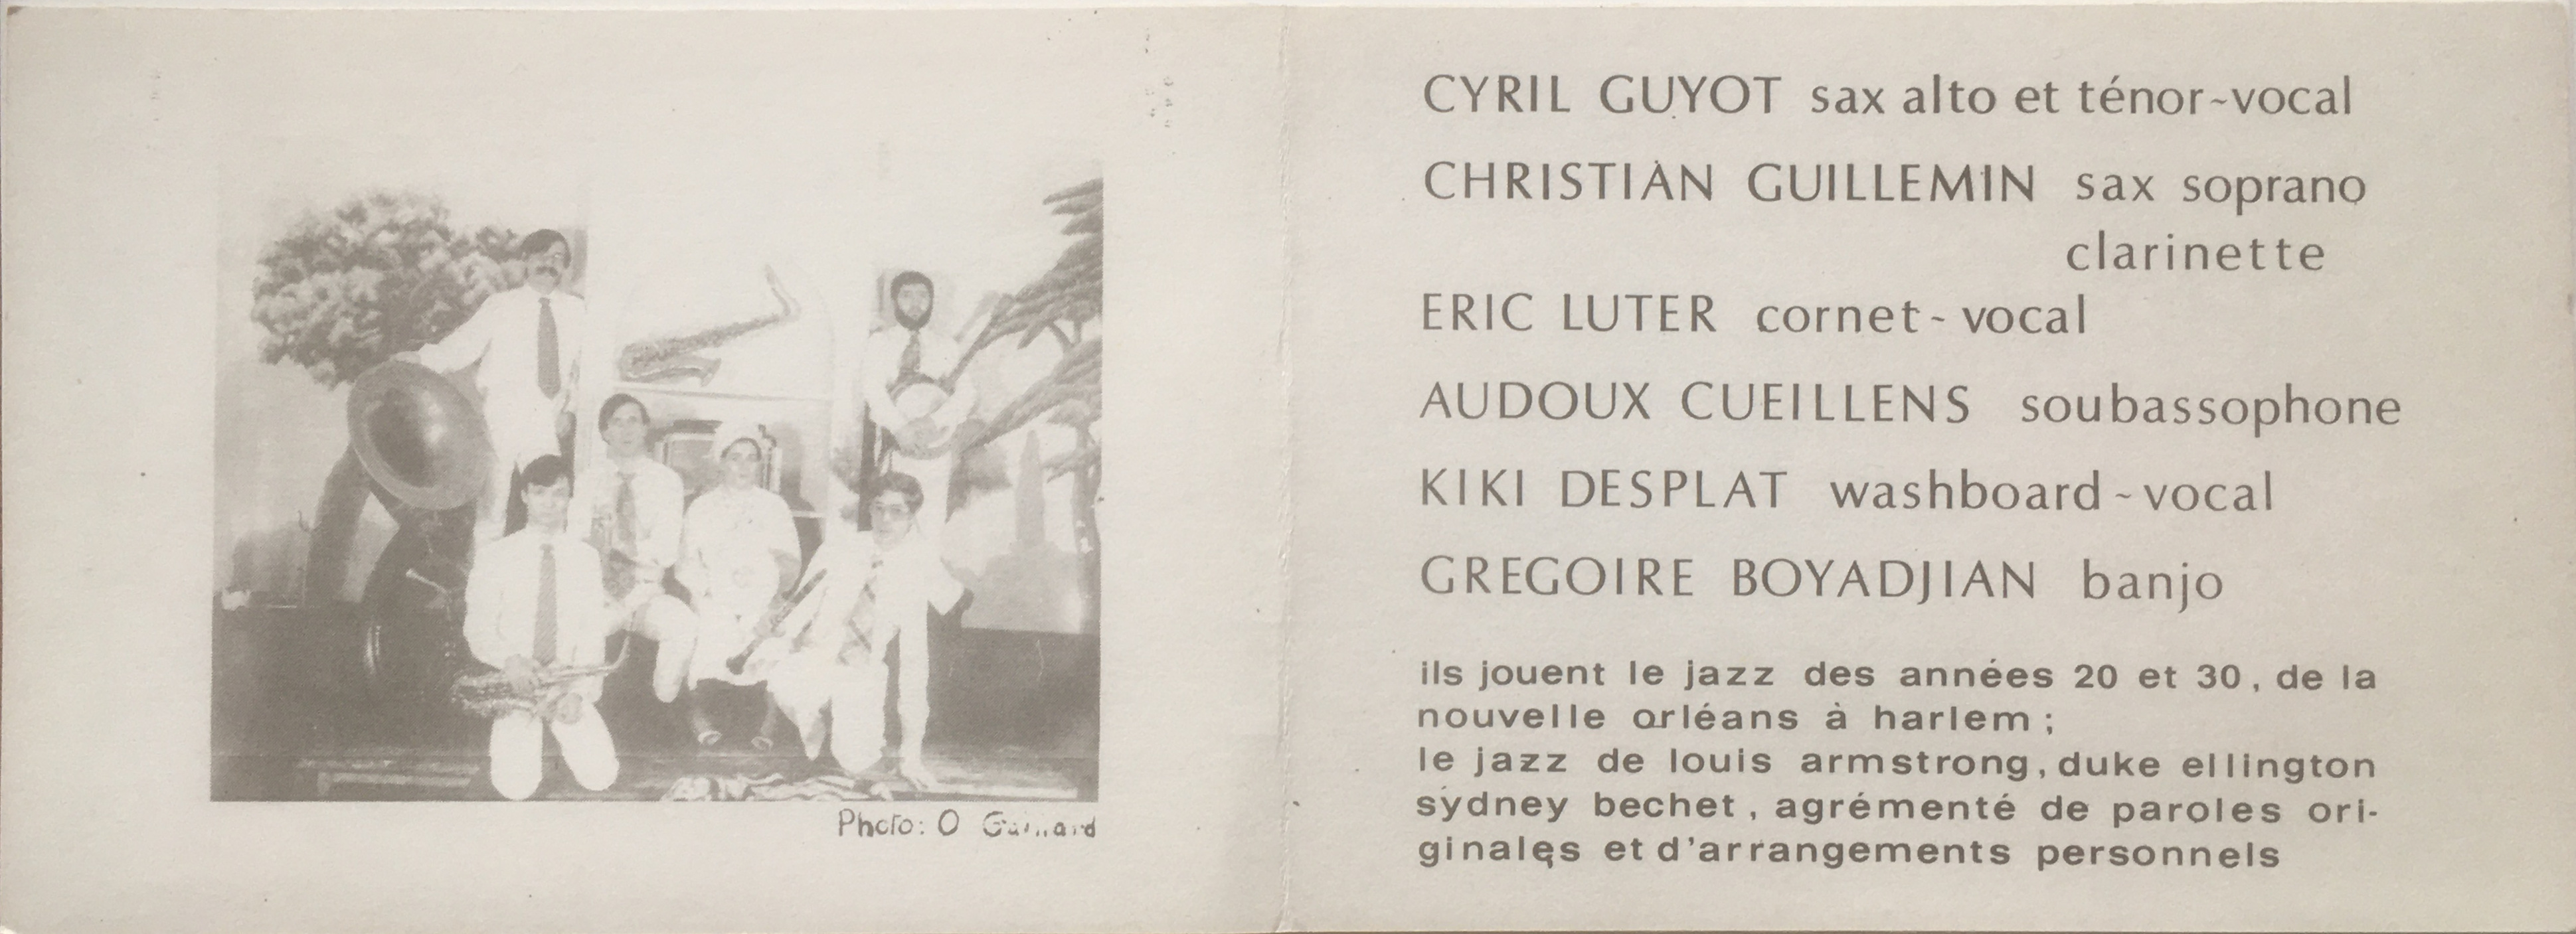 Photo: O
CYRIL GUYOT sax alto et ténor~vocal
CHRISTIAN GUILLEMIN sax soprano
clarinette
ERIC LUTER cornet~vocal
AUDOUX CUEILLENS soubassophone
KIKI DESPLAT washboard~vocal
GREGOIRE BOYADJIAN banjo
ils jouent le jazz des années 20 et 30, de la
nouvelle orléans à harlem;
le jazz de louis armstrong, duke ellington
sydney bechet, agrémenté de paroles ori-
ginales et d'arrangements personnels